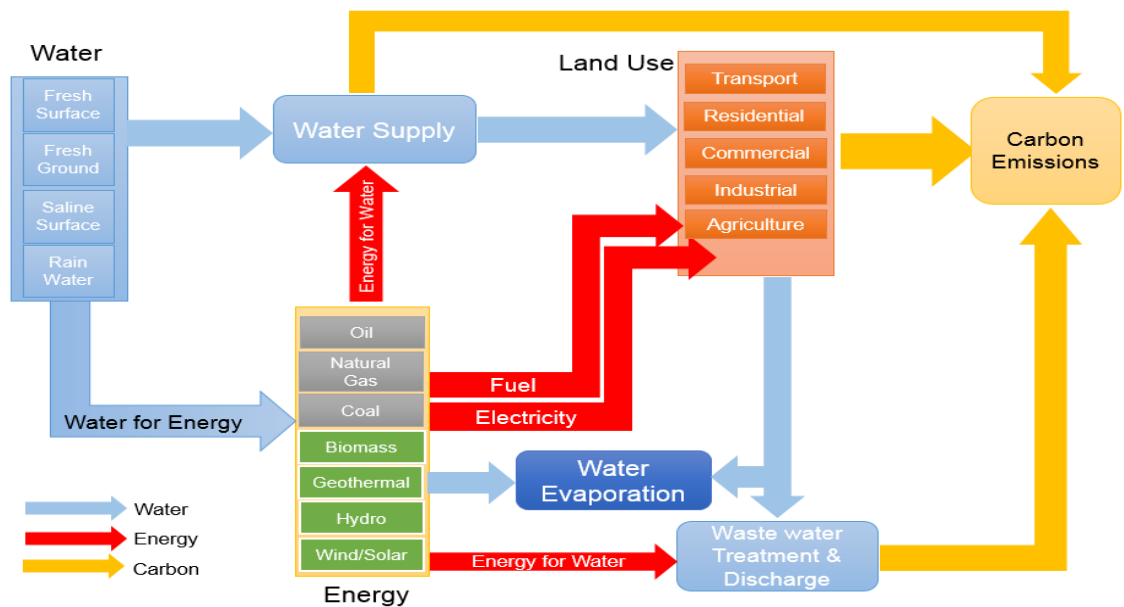 Water
Fresh
Surface
Fresh
Ground
Saline
Surface
Rain
Water
Water Supply
Land Use
Transport
Residential
Commercial
Industrial
Agriculture
Carbon
Emissions
Energy for Water
Oil
Natural
Gas
Coal
Biomass
Geothermal
Hydro
Wind/Solar
Energy
Fuel
Electricity
Water for Energy
Water
Evaporation
Energy for Water
Waste water
Treatment &
Discharge
Water
Energy
Carbon